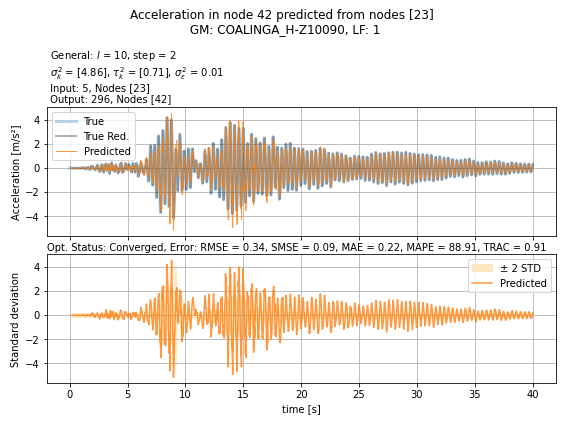 Acceleration in node 42 predicted from nodes [23]
GM: COALINGA_H-Z10090, LF: 1
General: l = 10, step = 2
σ²ₖ = [4.86], τ²ₖ = [0.71], σ²ε = 0.01
Input: 5, Nodes [23]
Output: 296, Nodes [42]
True
True Red.
Predicted
Acceleration [m/s²]
4
2
0
−2
−4
Opt. Status: Converged, Error: RMSE = 0.34, SMSE = 0.09, MAE = 0.22, MAPE = 88.91, TRAC = 0.91
± 2 STD
Predicted
Standard deviation
4
2
0
−2
−4
0 5 10 15 20 25 30 35 40
time [s]